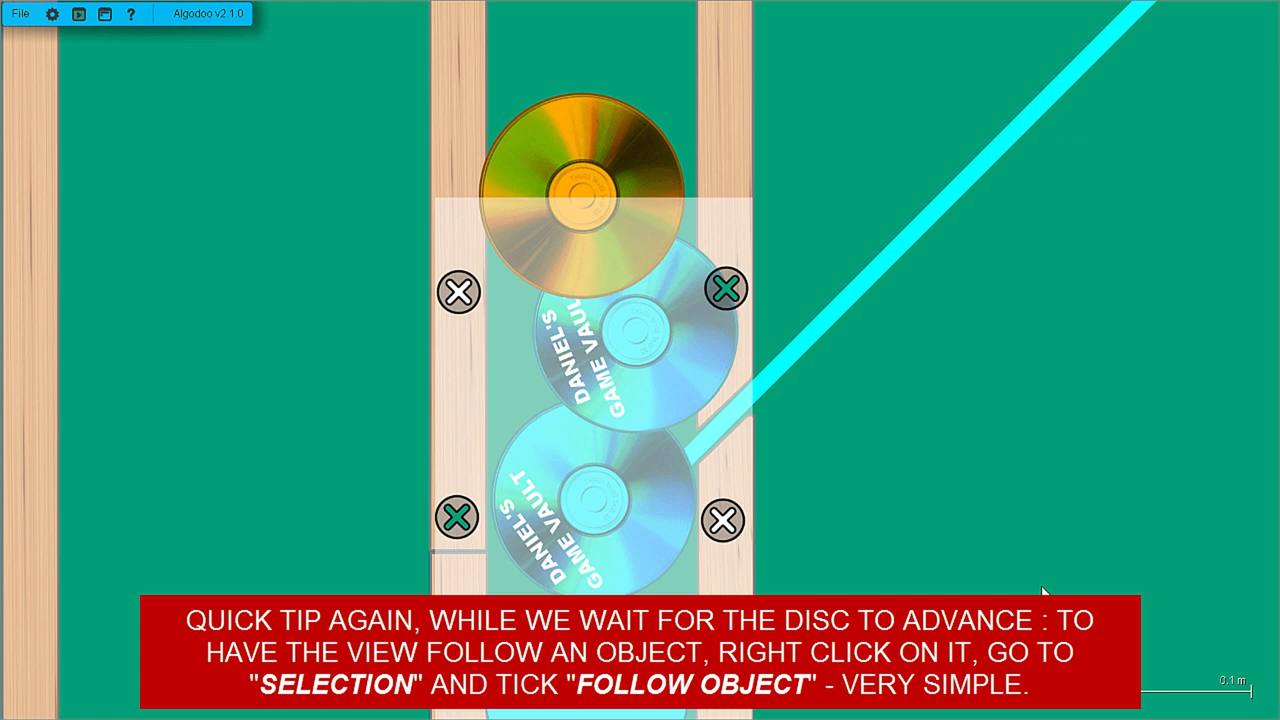 File ? Algodoo v2.1.0
DANIEL'S
GAME VAULT
DANIEL'S
GAME VAULT
QUICK TIP AGAIN, WHILE WE WAIT FOR THE DISC TO ADVANCE : TO
HAVE THE VIEW FOLLOW AN OBJECT, RIGHT CLICK ON IT, GO TO
"SELECTION" AND TICK "FOLLOW OBJECT" - VERY SIMPLE.
0.1 m